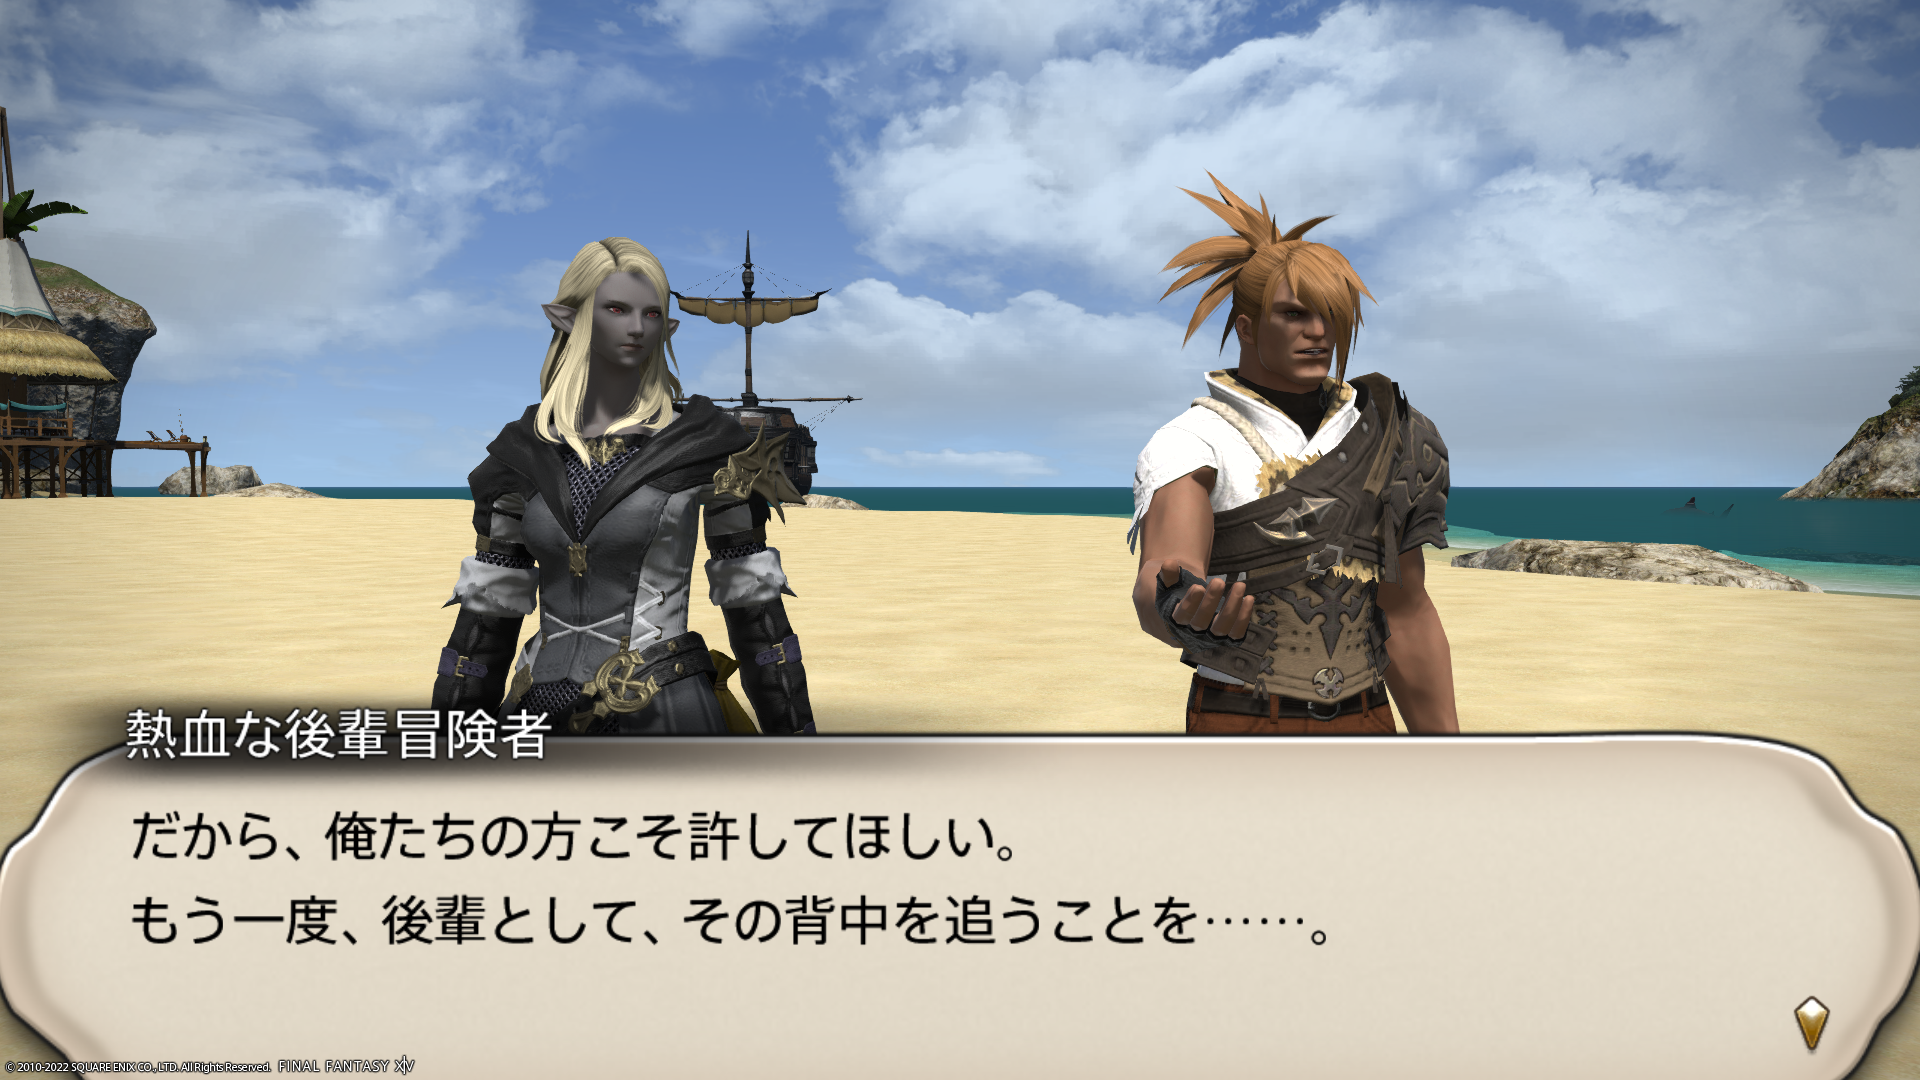 熱血な後輩冒険者
だから、俺たちの方こそ許してほしい。
もう一度、後輩として、その背中を追うことを……。
© 2010-2022 SQUARE ENIX CO., LTD. All Rights Reserved. FINAL FANTASY XIV